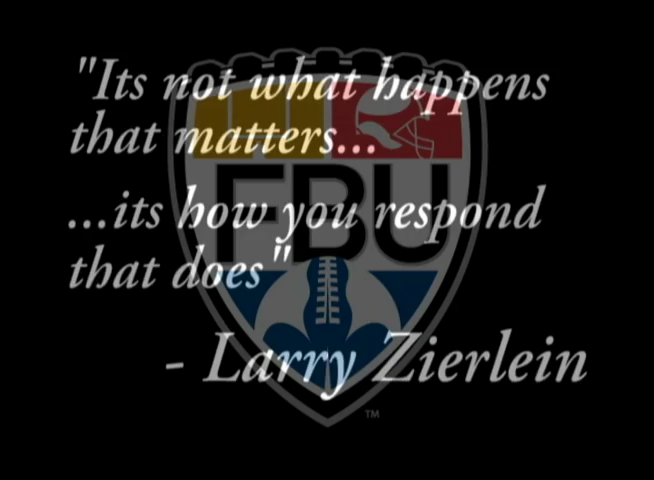 "Its not what happens
that matters...
...its how you respond
that does"
- Larry Zierlein
FBU
TM